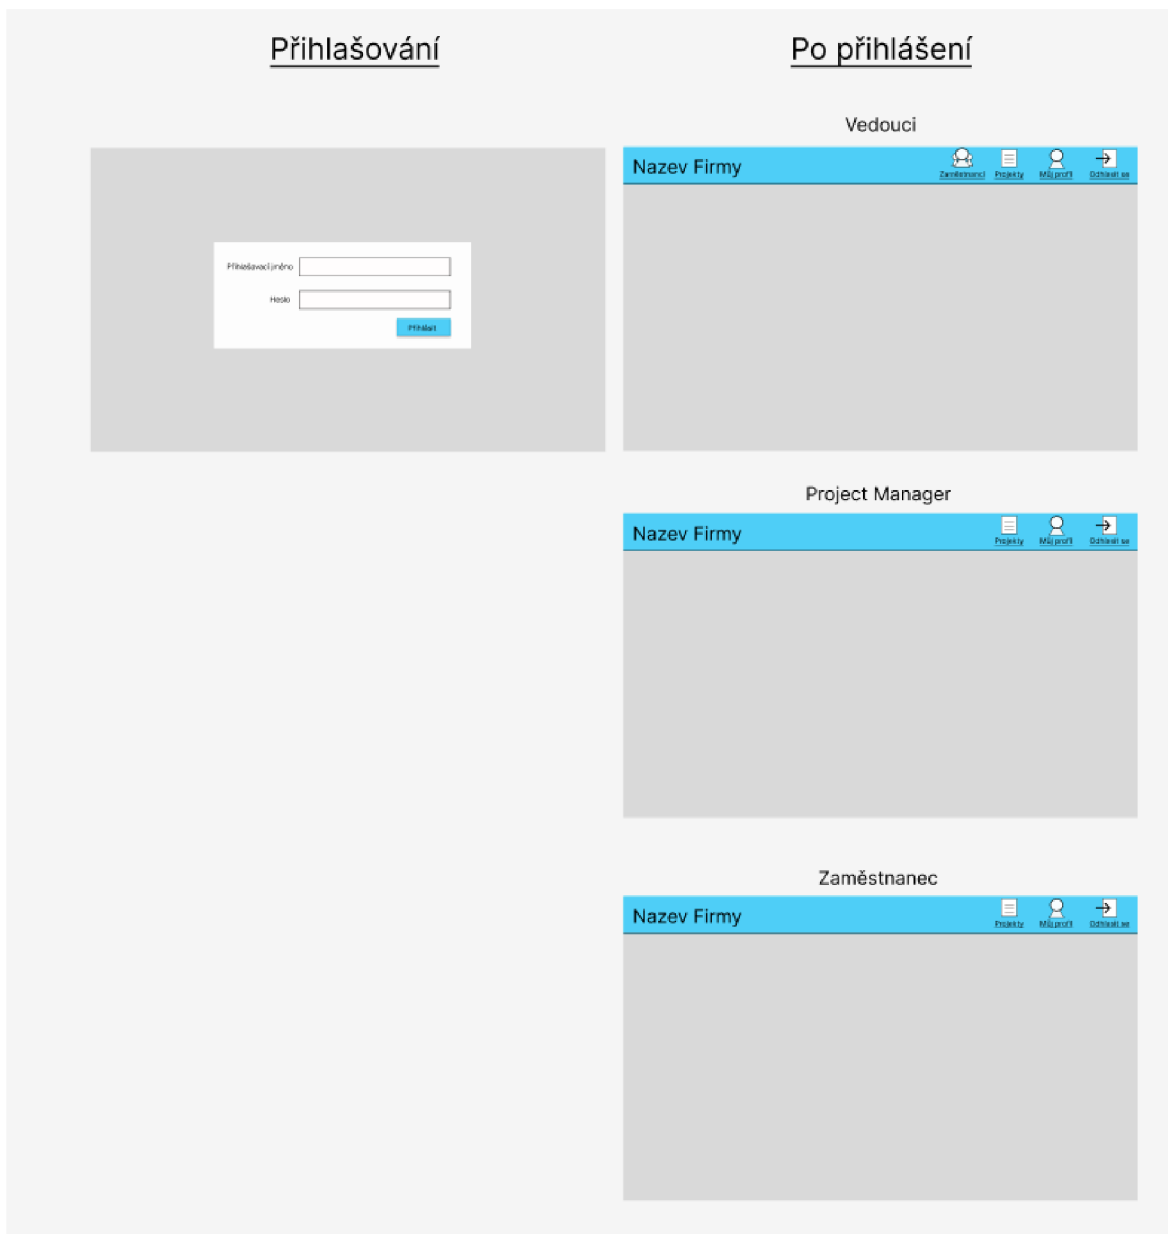 Přihlašování
Po přihlášení
Vedouci
Nazev Firmy
Zaměstnanci Projekty Můj profil Odhlásit se
Přihlašovací jméno
Heslo
Přihlásit
Project Manager
Nazev Firmy
Projekty Můj profil Odhlásit se
Zaměstnanec
Nazev Firmy
Projekty Můj profil Odhlásit se